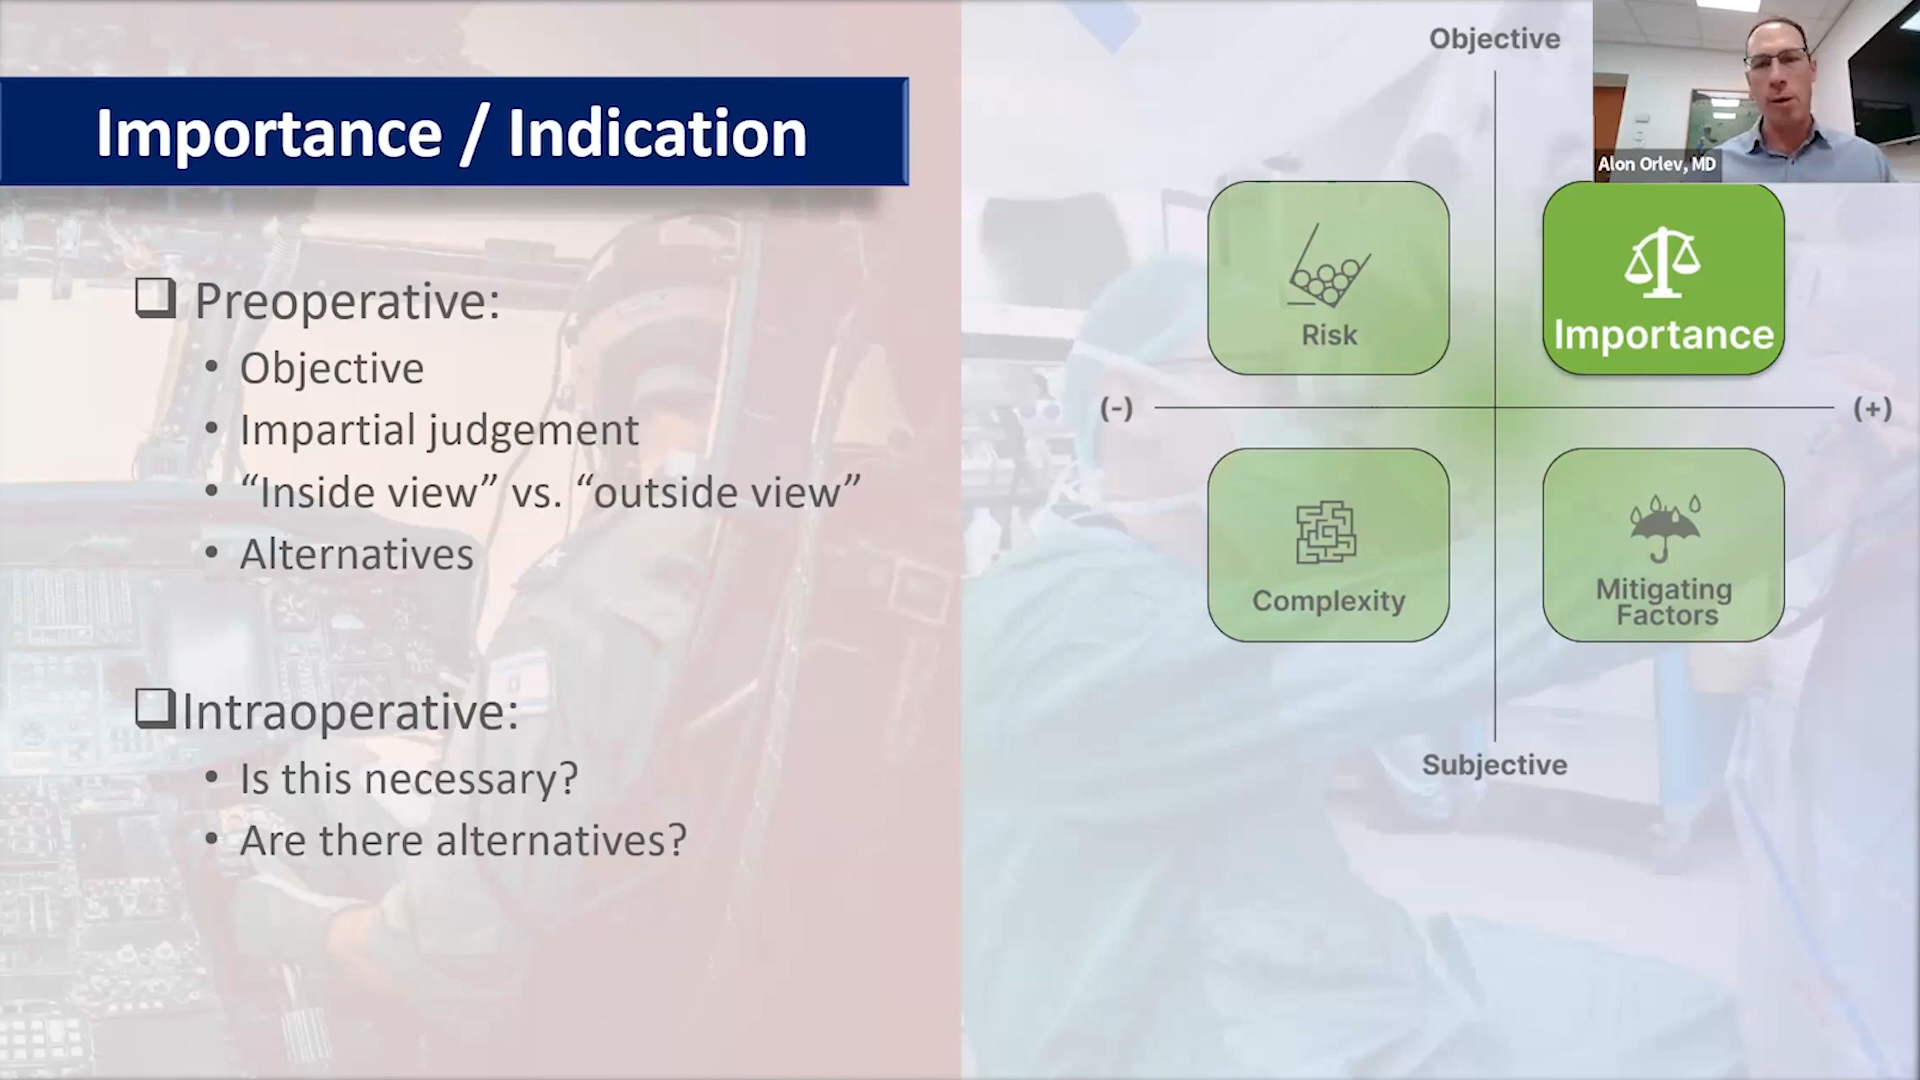 Importance / Indication
Preoperative:
• Objective
• Impartial judgement
• “Inside view” vs. “outside view”
• Alternatives
Intraoperative:
• Is this necessary?
• Are there alternatives?
Objective
Alon Orlev, MD
Risk
Importance
(-)
(+)
Complexity
Mitigating
Factors
Subjective